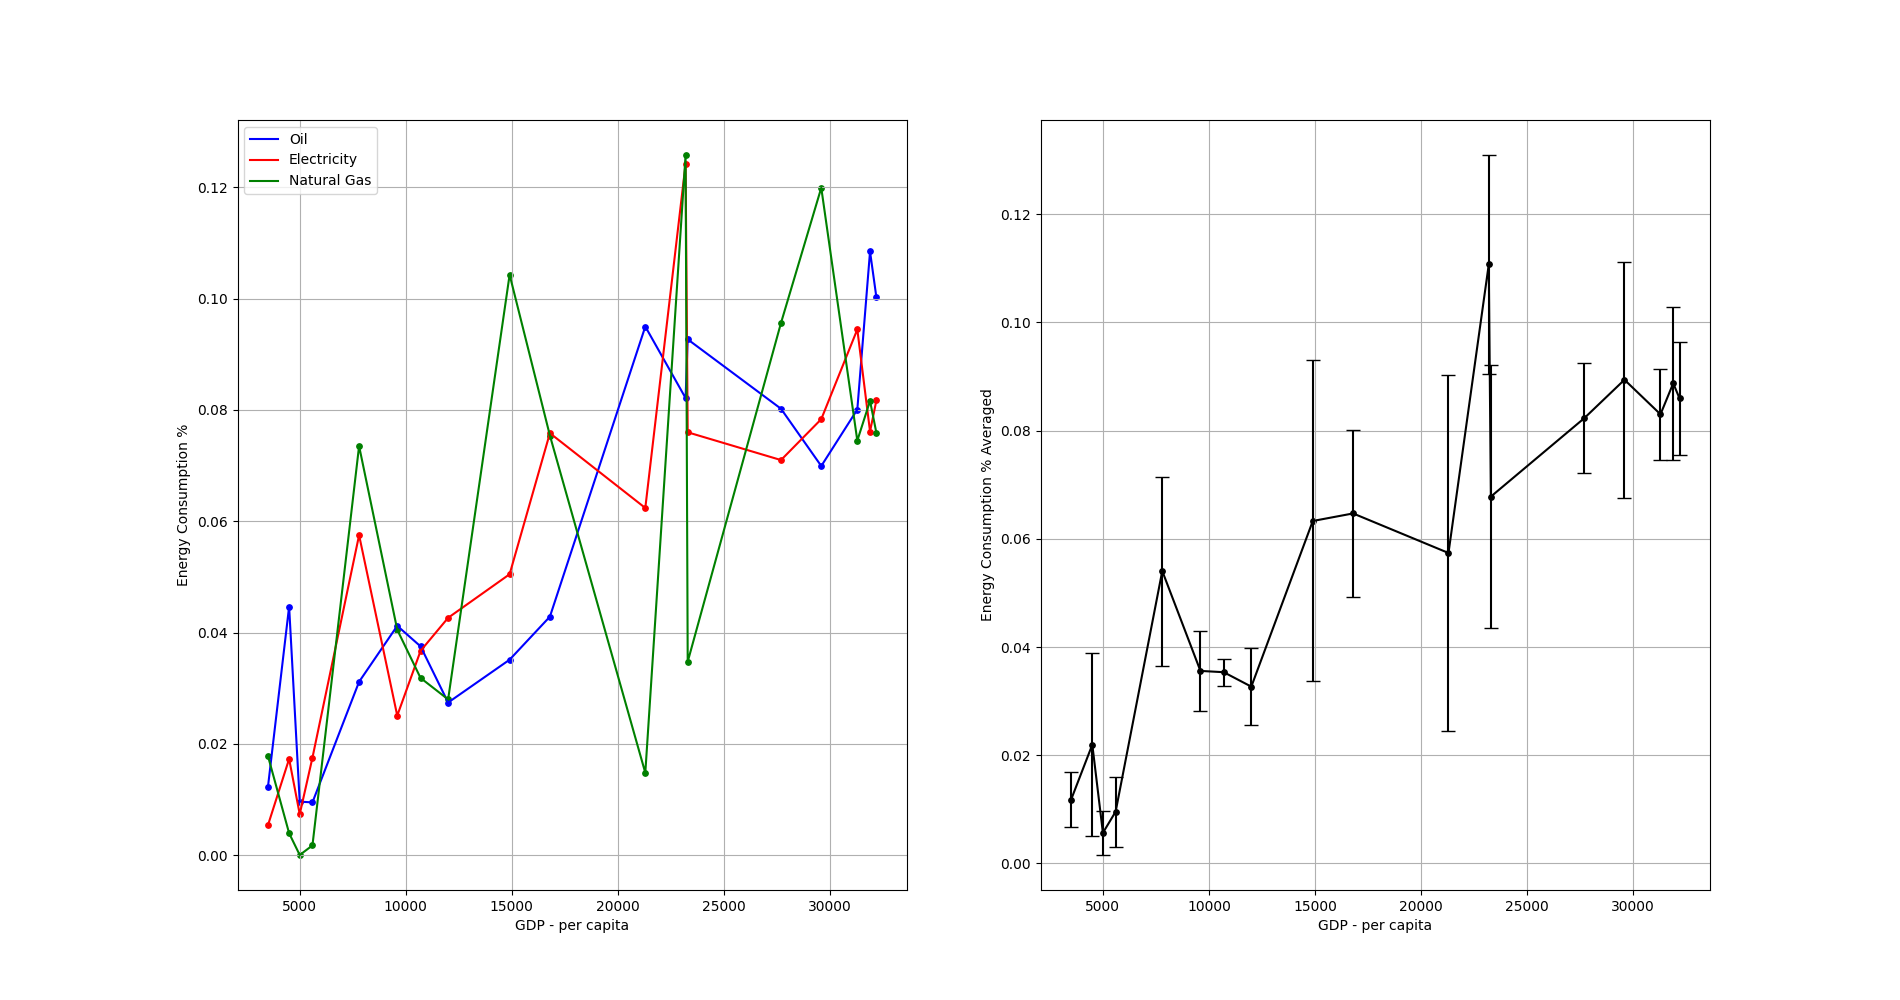 Oil
Electricity
Natural Gas
0.12
0.10
0.08
0.06
0.04
0.02
0.00
Energy Consumption %
5000 10000 15000 20000 25000 30000
GDP - per capita
0.12
0.10
0.08
0.06
0.04
0.02
0.00
Energy Consumption % Averaged
5000 10000 15000 20000 25000 30000
GDP - per capita